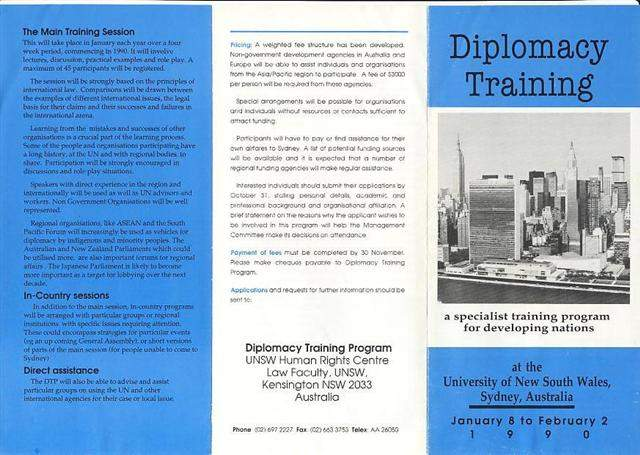 The Main Training Session
This will take place in January each year over a four
week period, commencing in 1990. It will involve
lectures, discussion, practical examples and role play. A
maximum of 45 participants will be registered.
The session will be strongly based on the principles of
international law. Comparisons will be drawn between
the examples of different international issues, the legal
basis for their claims and their successes and failures in
the international arena.
Learning from the mistakes and successes of other
organisations is a crucial part of the learning process.
Some of the people and organisations participating have
a long history, at the UN and with regional bodies, to
share. Participation will be strongly encouraged in
discussions and role play situations.
Speakers with direct experience in the region and
internationally will be used as well as UN advisors and
workers. Non Government Organisations will be well
represented.
Regional organisations, like ASEAN and the South
Pacific Forum will increasingly be used as vehicles for
diplomacy by indigenous and minority peoples. The
Australian and New Zealand Parliaments which could
be utilised more, are also important forums for regional
affairs. The Japanese Parliament is likely to become
more important as a target for lobbying over the next
decade.
In-Country sessions
In addition to the main session, in-country programs
will be arranged with particular groups or regional
institutions with specific issues requiring attention.
These could encompass strategies for particular events
(eg an up coming General Assembly), or short versions
of parts of the main session (for people unable to come to
Sydney)
Direct assistance
The DTP will also be able to advise and assist
particular groups on using the UN and other
international agencies for their case or local issue.
Pricing: A weighted fee structure has been developed.
Non-government development agencies in Australia and
Europe will be able to assist individuals and organisations
from the Asia/Pacific region to participate. A fee of $3000
per person will be required from these agencies.
Special arrangements will be possible for organisations
and individuals without resources or contacts sufficient to
attract funding.
Participants will have to pay or find assistance for their
own airfares to Sydney. A list of potential funding sources
will be available and it is expected that a number of
regional funding agencies will make regular assistance.
Interested individuals should submit their applications by
October 31, stating personal details, academic and
professional background and organisational affiliation. A
brief statement on the reasons why the applicant wishes to
be involved in this program will help the Management
Committee make its decisions on attendance.
Payment of fees must be completed by 30 November.
Please make cheques payable to Diplomacy Training
Program.
Applications and requests for further information should be
sent to:
Diplomacy Training Program
UNSW Human Rights Centre
Law Faculty, UNSW,
Kensington NSW 2033
Australia
Phone (02) 697 2227 Fax (02) 663 3753 Telex AA 26053
Diplomacy
Training
a specialist training program
for developing nations
at the
University of New South Wales,
Sydney, Australia
January 8 to February 2
1 9 9 0